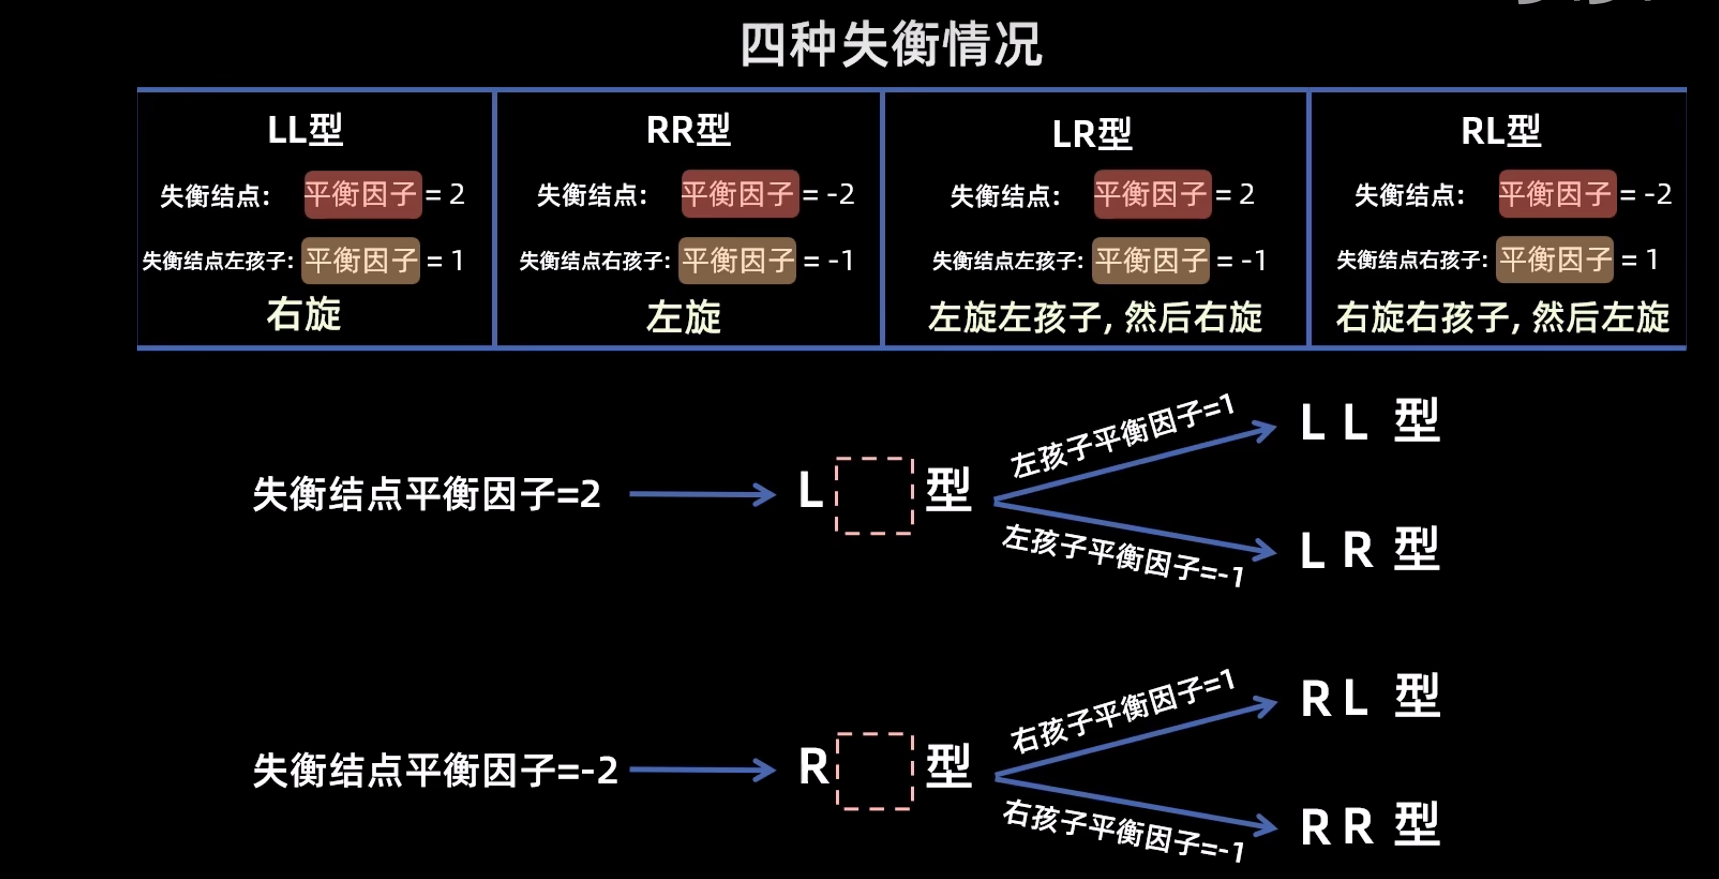 四种失衡情况
LL型
失衡结点: 平衡因子 = 2
失衡结点左孩子: 平衡因子 = 1
右旋
RR型
失衡结点: 平衡因子 = -2
失衡结点右孩子: 平衡因子 = -1
左旋
LR型
失衡结点: 平衡因子 = 2
失衡结点左孩子: 平衡因子 = -1
左旋左孩子, 然后右旋
RL型
失衡结点: 平衡因子 = -2
失衡结点右孩子: 平衡因子 = 1
右旋右孩子, 然后左旋
失衡结点平衡因子=2
L 型
左孩子平衡因子=1
L L 型
左孩子平衡因子=-1
L R 型
失衡结点平衡因子=-2
R 型
右孩子平衡因子=1
R L 型
右孩子平衡因子=-1
R R 型